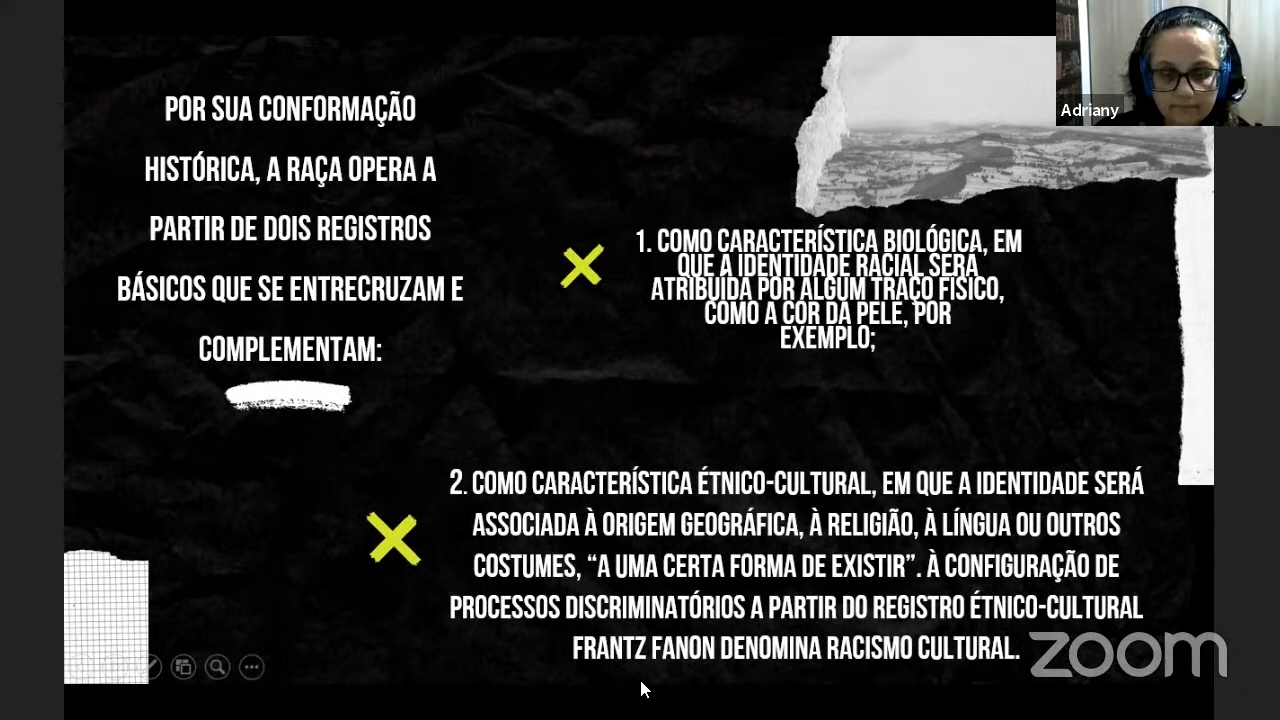 POR SUA CONFORMAÇÃO
HISTÓRICA, A RAÇA OPERA A
PARTIR DE DOIS REGISTROS
BÁSICOS QUE SE ENTRECRUZAM E
COMPLEMENTAM:
Adriany
1. COMO CARACTERÍSTICA BIOLÓGICA, EM
QUE A IDENTIDADE RACIAL SERÁ
ATRIBUÍDA POR ALGUM TRAÇO FÍSICO,
COMO A COR DA PELE, POR
EXEMPLO;
2. COMO CARACTERÍSTICA ÉTNICO-CULTURAL, EM QUE A IDENTIDADE SERÁ
ASSOCIADA À ORIGEM GEOGRÁFICA, À RELIGIÃO, À LÍNGUA OU OUTROS
COSTUMES, “A UMA CERTA FORMA DE EXISTIR”. À CONFIGURAÇÃO DE
PROCESSOS DISCRIMINATÓRIOS A PARTIR DO REGISTRO ÉTNICO-CULTURAL
FRANTZ FANON DENOMINA RACISMO CULTURAL.
zoom